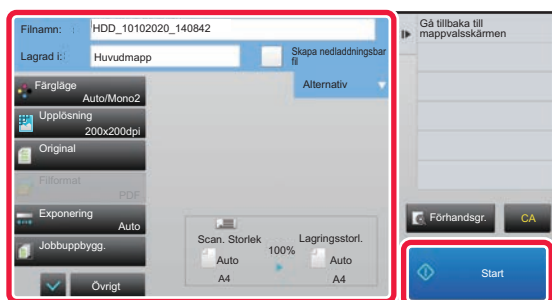 Filnamn:
HDD_10102020_140842
Lagrad i:
Huvudmapp
Skapa nedladdningsbar
fil
Alternativ
Färgläge
Auto/Mono2
Upplösning
200x200dpi
Original
Filformat
PDF
Exponering
Auto
Jobbuppbygg.
Övrigt
Scan. Storlek
100%
Lagringsstorl.
Auto
Auto
A4
A4
Gå tillbaka till
mappvalsskärmen
Förhandsgr.
CA
Start